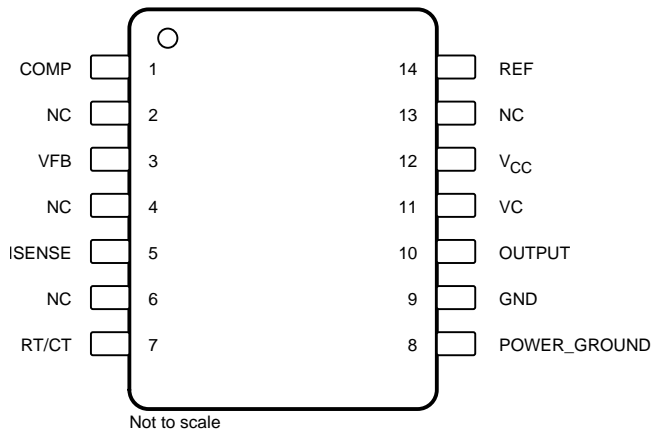 COMP 1 14 REF
NC 2 13 NC
VFB 3 12 VCC
NC 4 11 VC
ISENSE 5 10 OUTPUT
NC 6 9 GND
RT/CT 7 8 POWER_GROUND
Not to scale